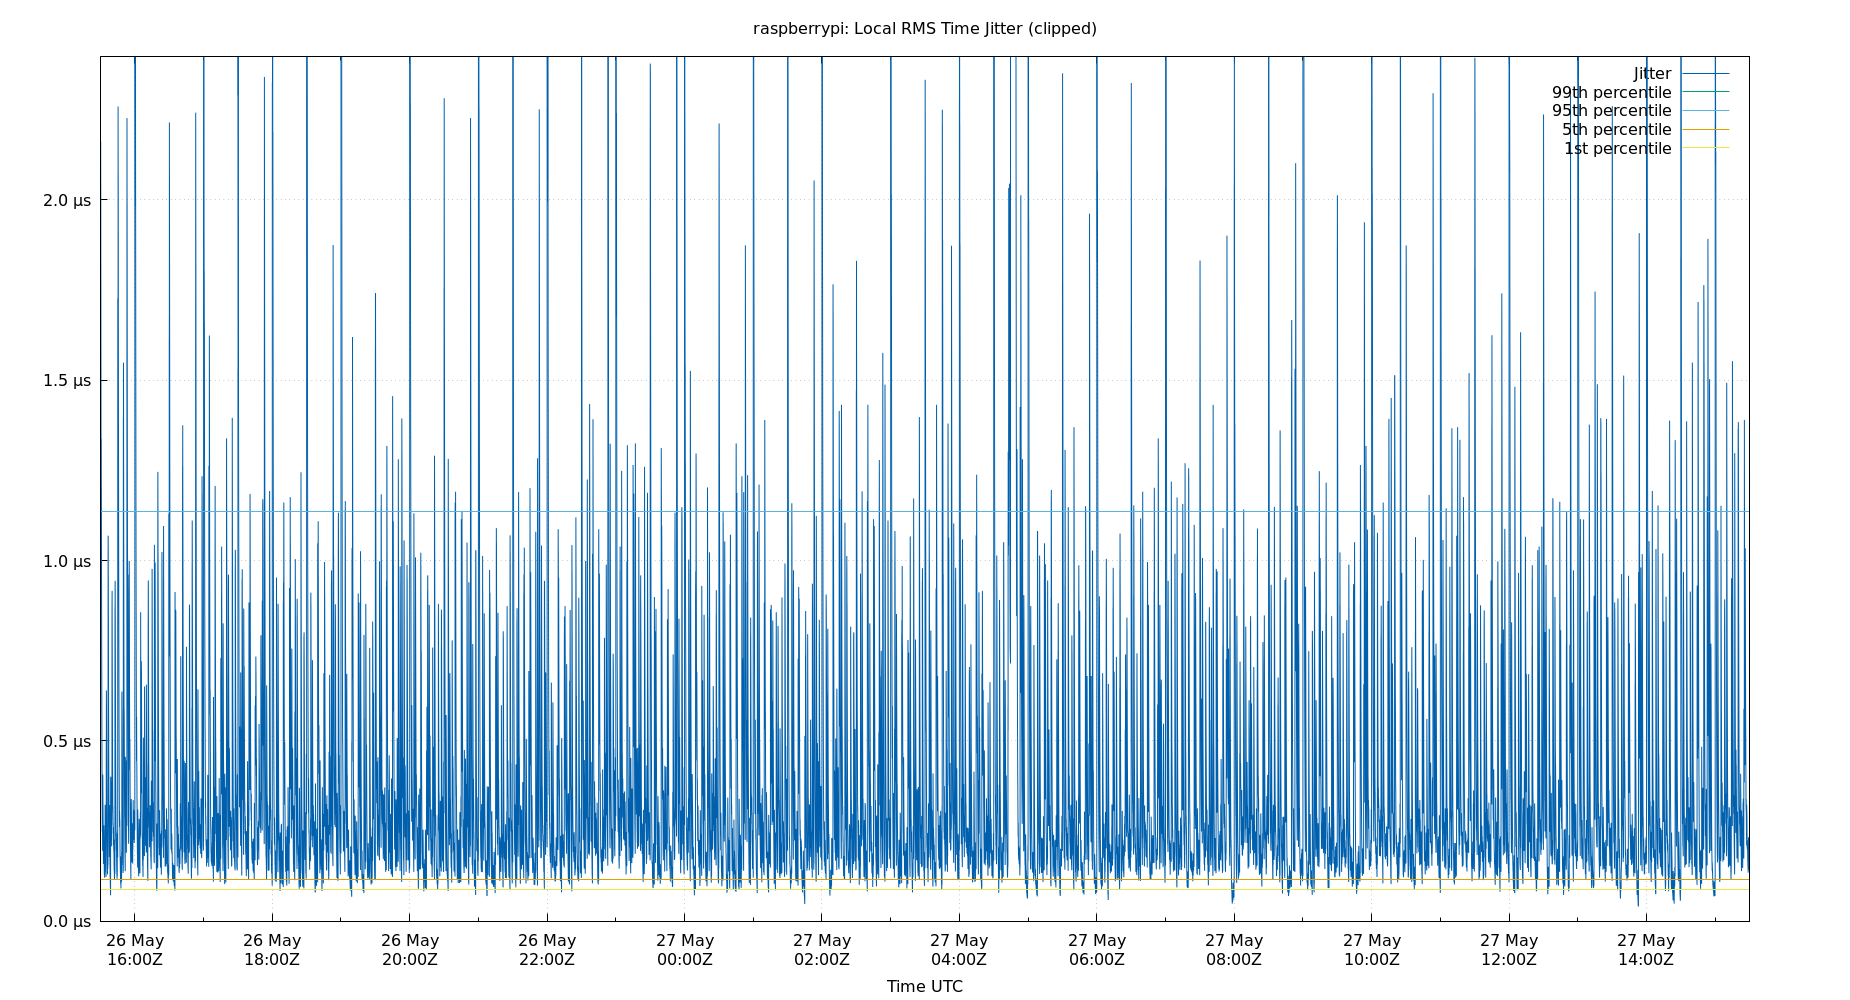 raspberrypi: Local RMS Time Jitter (clipped)
Jitter
99th percentile
95th percentile
5th percentile
1st percentile
2.0 μs
1.5 μs
1.0 μs
0.5 μs
0.0 μs
26 May 26 May 26 May 26 May 27 May 27 May 27 May 27 May 27 May 27 May 27 May 27 May
16:00Z 18:00Z 20:00Z 22:00Z 00:00Z 02:00Z 04:00Z 06:00Z 08:00Z 10:00Z 12:00Z 14:00Z
Time UTC